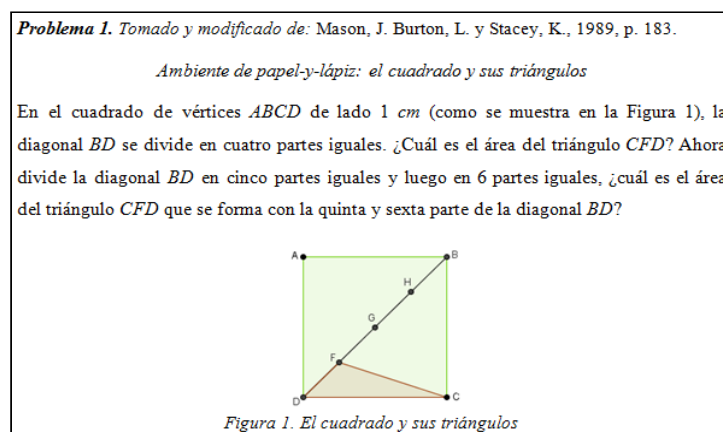 Problema 1. Tomado y modificado de: Mason, J. Burton, L. y Stacey, K., 1989, p. 183.
Ambiente de papel-y-lápiz: el cuadrado y sus triángulos
En el cuadrado de vértices ABCD de lado 1 cm (como se muestra en la Figura 1), la
diagonal BD se divide en cuatro partes iguales. ¿Cuál es el área del triángulo CFD? Ahora
divide la diagonal BD en cinco partes iguales y luego en 6 partes iguales, ¿cuál es el área
del triángulo CFD que se forma con la quinta y sexta parte de la diagonal BD?
A
B
H
G
F
D
C
Figura 1. El cuadrado y sus triángulos